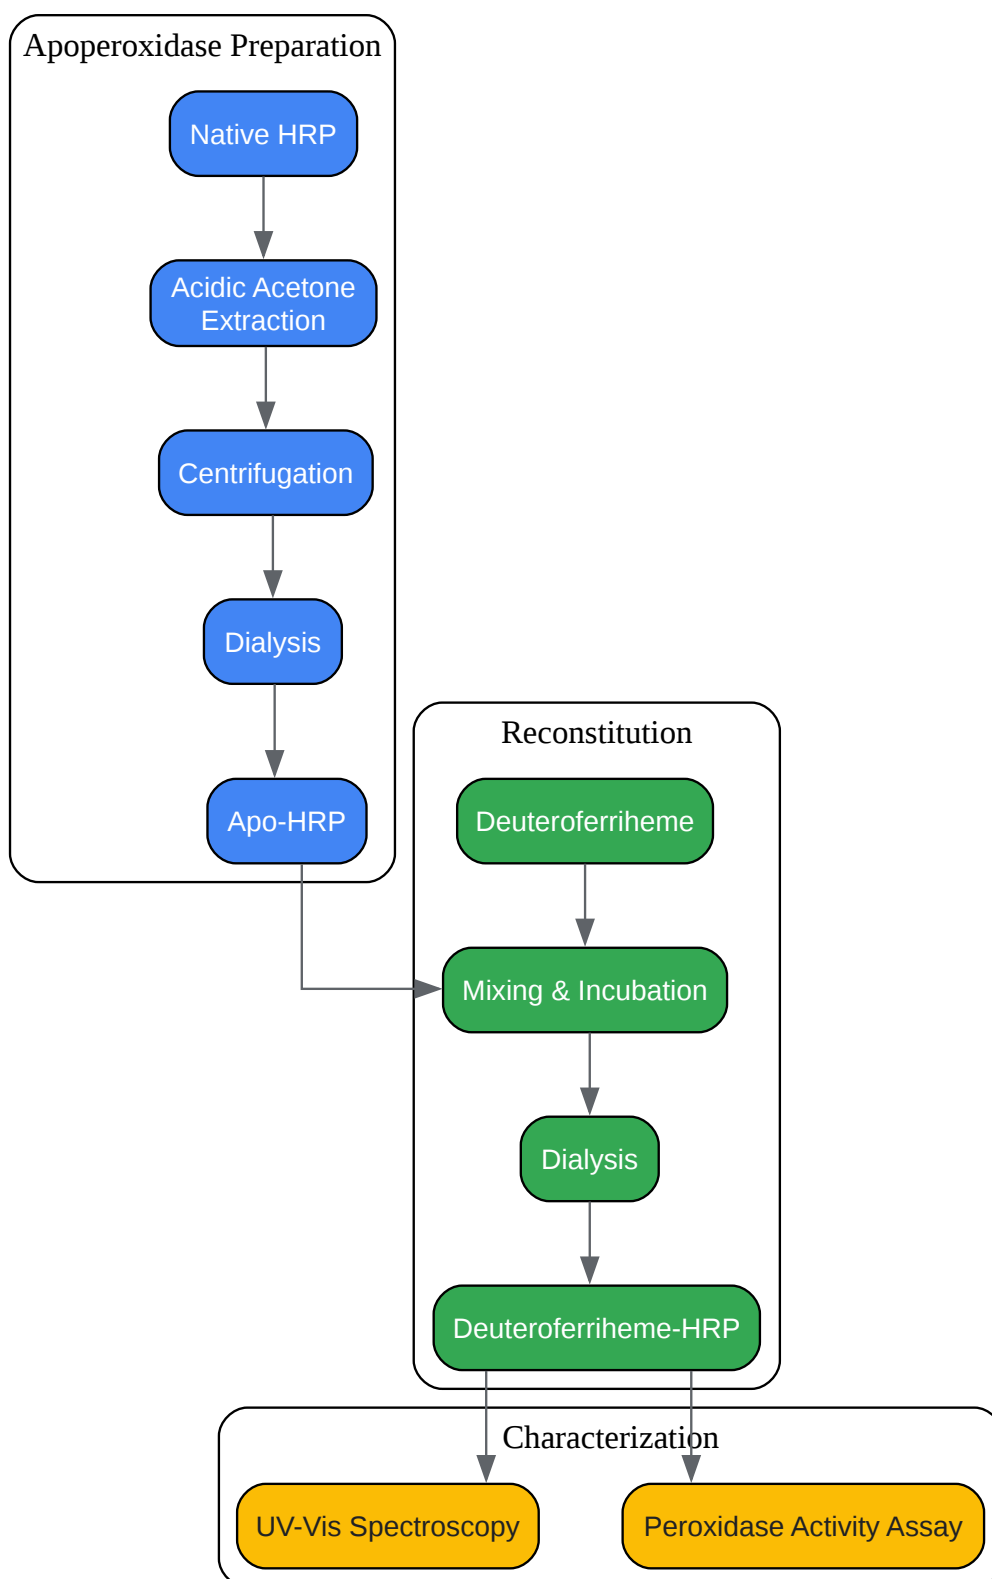 Apoperoxidase Preparation
Native HRP
Acidic Acetone
Extraction
Centrifugation
Dialysis
Apo-HRP
Reconstitution
Deuteroferriheme
Mixing & Incubation
Dialysis
Deuteroferriheme-HRP
Characterization
UV-Vis Spectroscopy
Peroxidase Activity Assay